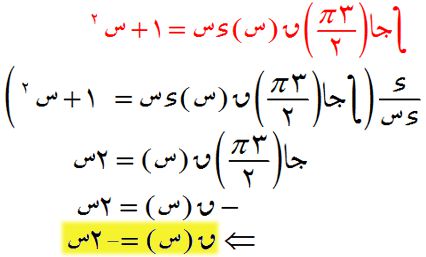 ∫ جا(٣π/٢) ں(س) ءس = ١ + س٢
ء/ءس (∫ جا(٣π/٢) ں(س) ءس = ١ + س٢)
جا(٣π/٢) ں(س) = ٢س
− ں(س) = ٢س
⇐ ں(س) = −٢س